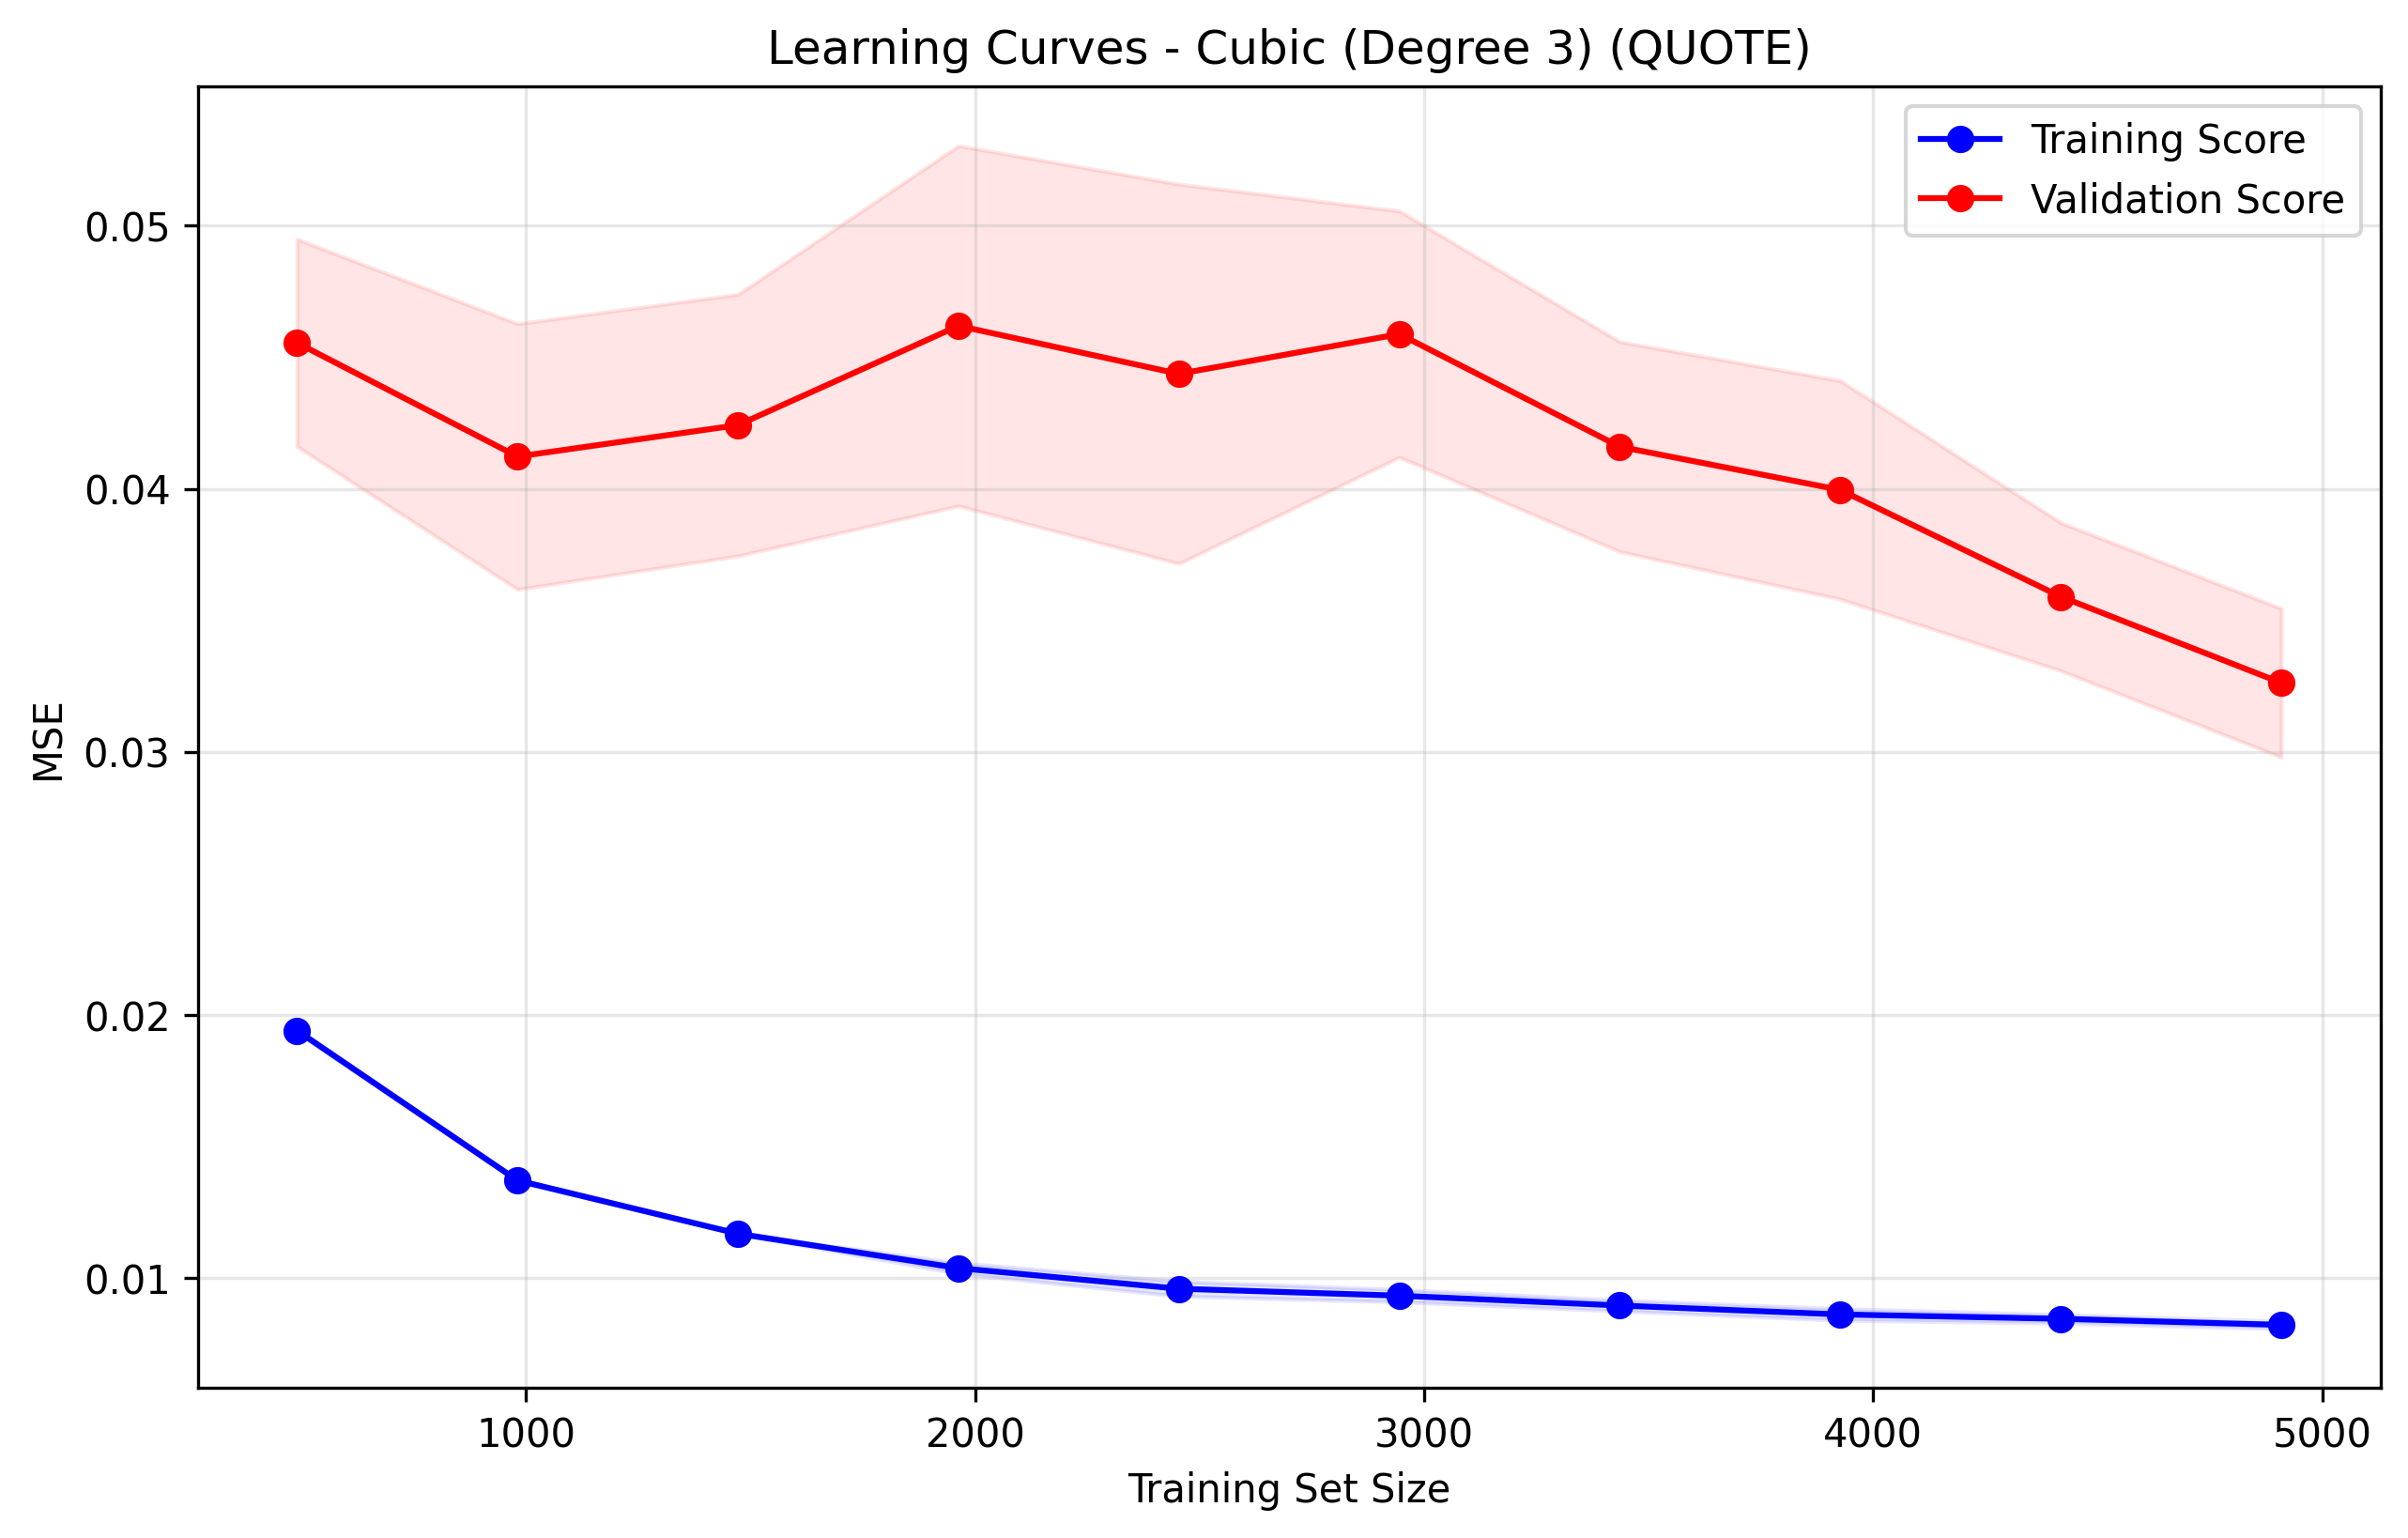 Learning Curves - Cubic (Degree 3) (QUOTE)
Training Score
Validation Score
0.05
0.04
0.03
0.02
0.01
MSE
1000 2000 3000 4000 5000
Training Set Size